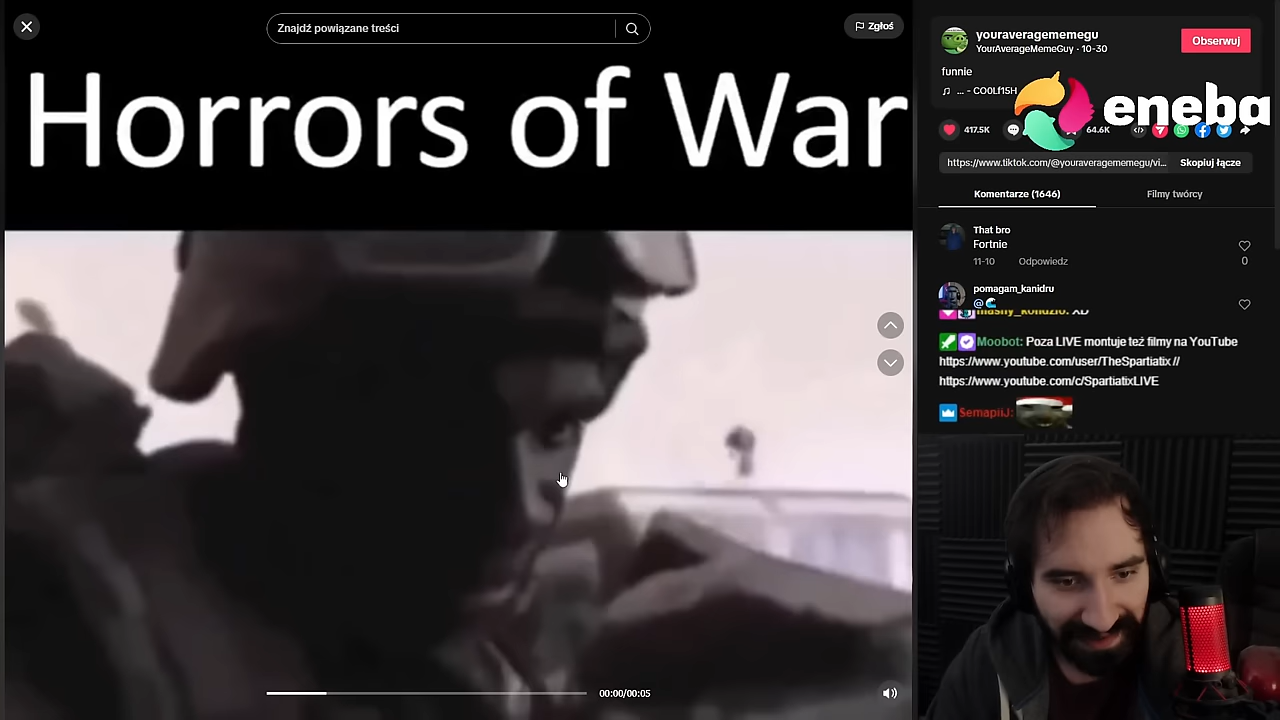 Znajdź powiązane treści
Zgłoś
Horrors of War
00:00/00:05
youraveragememegu
YourAverageMemeGuy · 10-30
Obserwuj
funnie
... - CO0Lf1SH
eneba
417.5K
64.6K
https://www.tiktok.com/@youraveragememegu/vi...
Skopiuj łącze
Komentarze (1646)
Filmy twórcy
That bro
Fortnie
11-10 Odpowiedz
0
pomagam_kanidru
@
XD
Moobot: Poza LIVE montuje też filmy na YouTube
https://www.youtube.com/user/TheSpartiatix //
https://www.youtube.com/c/SpartiatixLIVE
SemapiiJ: